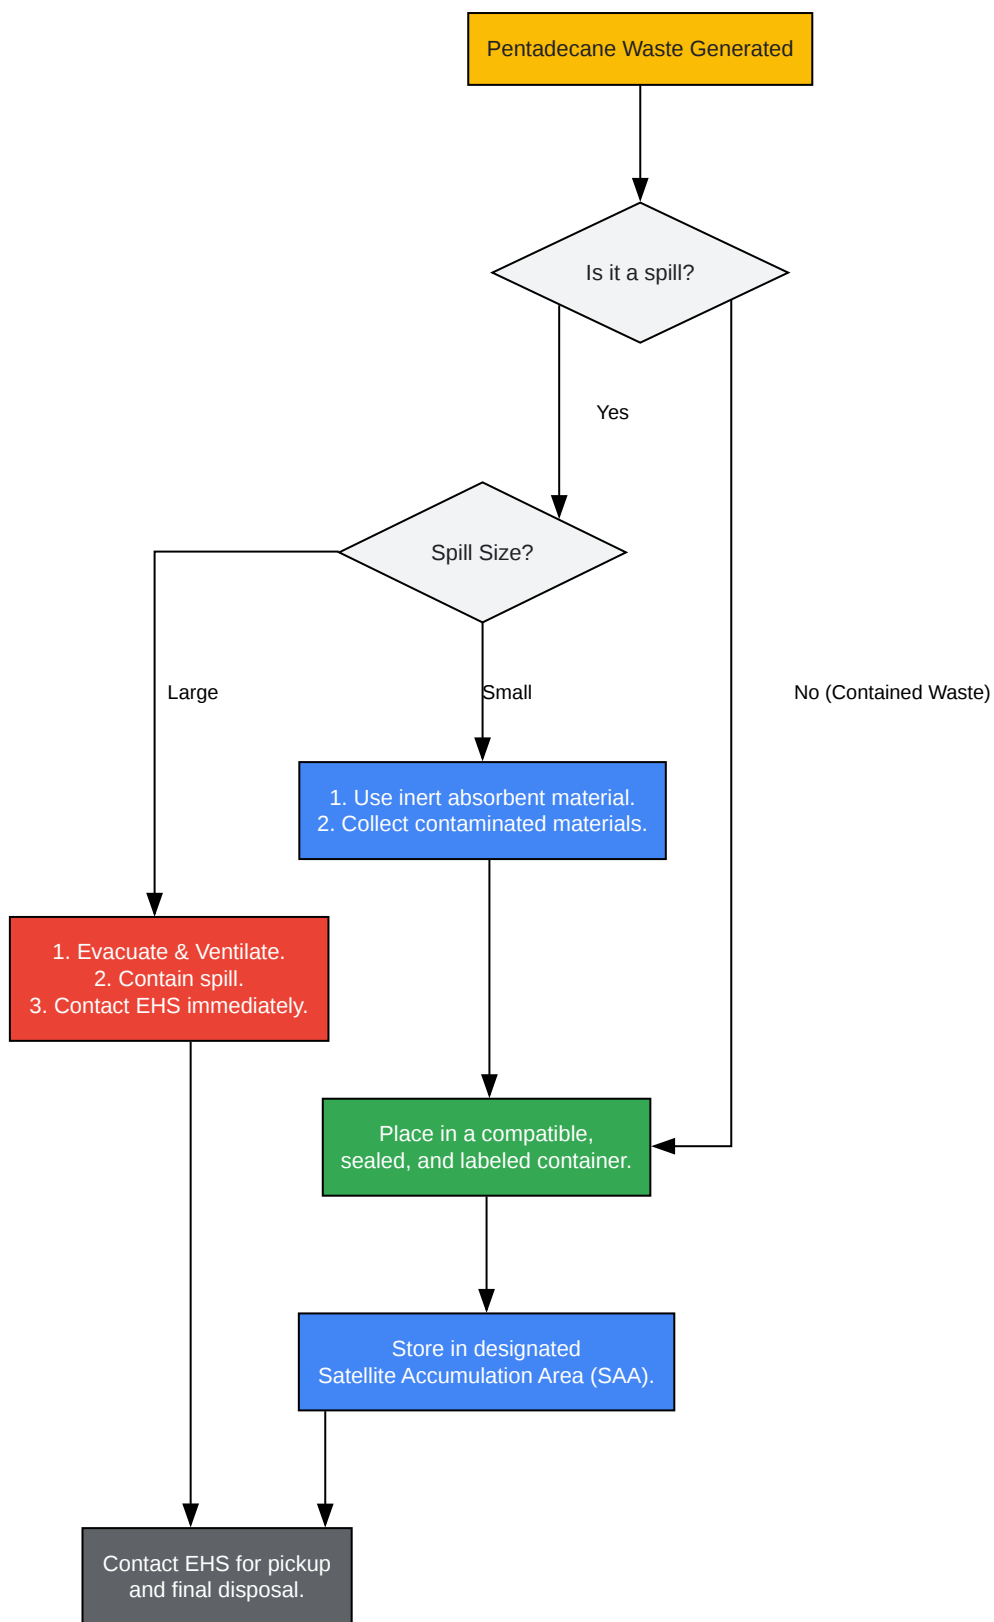 Pentadecane Waste Generated
Is it a spill?
Yes
Spill Size?
Large
Small
No (Contained Waste)
1. Use inert absorbent material.
2. Collect contaminated materials.
1. Evacuate & Ventilate.
2. Contain spill.
3. Contact EHS immediately.
Place in a compatible,
sealed, and labeled container.
Store in designated
Satellite Accumulation Area (SAA).
Contact EHS for pickup
and final disposal.